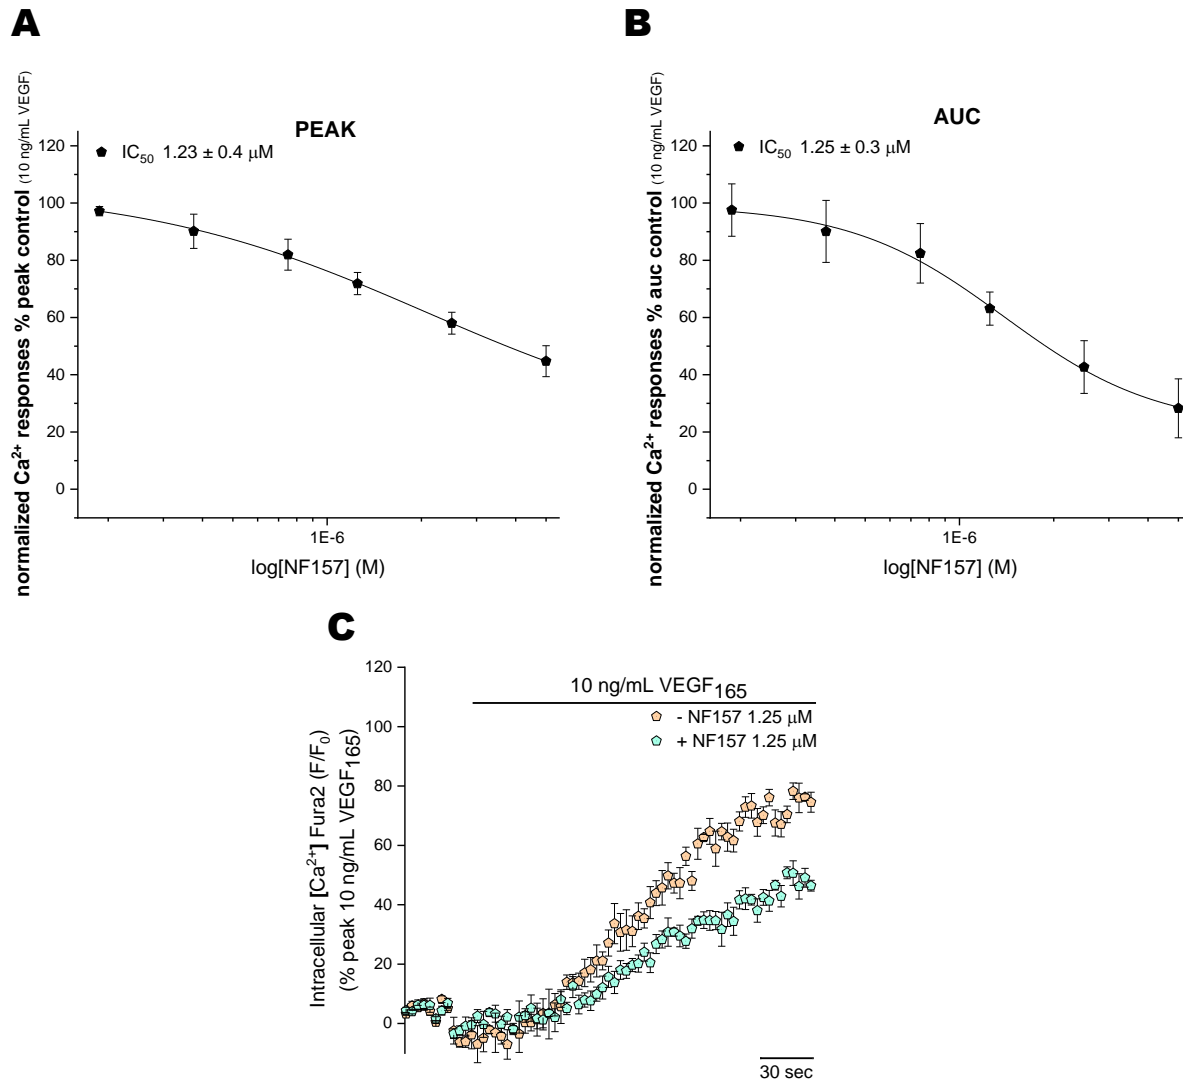 A
PEAK
IC50 1.23 ± 0.4 μM
normalized Ca2+ responses % peak control (10 ng/mL VEGF)
120
100
80
60
40
20
0
1E-6
log[NF157] (M)
B
AUC
IC50 1.25 ± 0.3 μM
normalized Ca2+ responses % auc control (10 ng/mL VEGF)
120
100
80
60
40
20
0
1E-6
log[NF157] (M)
C
10 ng/mL VEGF165
- NF157 1.25 μM
+ NF157 1.25 μM
Intracellular [Ca2+] Fura2 (F/F0)
(% peak 10 ng/mL VEGF165)
120
100
80
60
40
20
0
30 sec